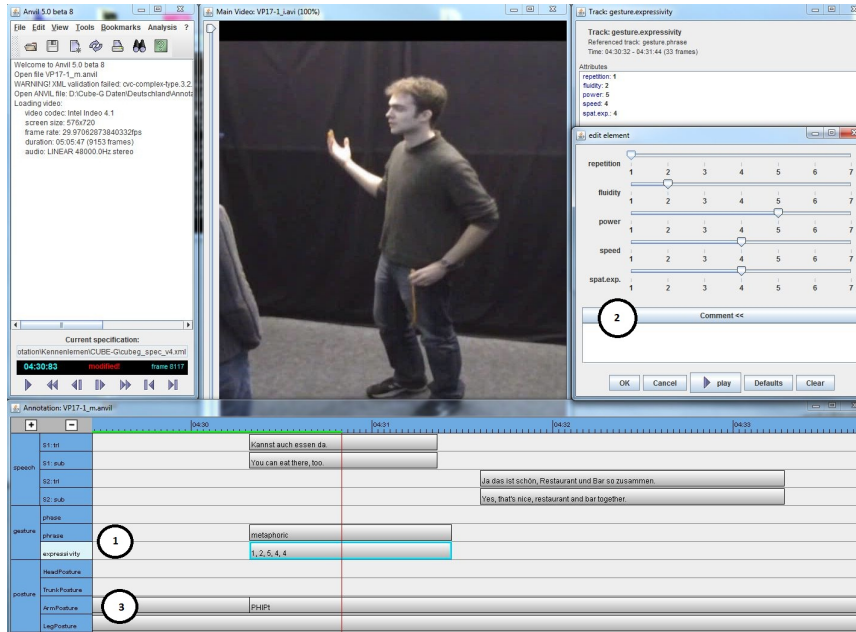 Anvil 5.0 beta 8
File Edit View Tools Bookmarks Analysis ?
Welcome to Anvil 5.0 beta 8
Open file VP17-1_m.anvil
WARNING! XML validation failed: cvc-complex-type.3.2.
Open ANVIL file: D:\Cube-G Daten\Deutschland\Annota
Loading video:
video codec: Intel Indeo 4.1
screen size: 576x720
frame rate: 29.97062873840332fps
duration: 05:05:47 (9153 frames)
audio: LINEAR 48000.0Hz stereo
Current specification:
otation\Kennenlernen\CUBE-G\cubeg_spec_v4.xml
04:30:83 modified! frame 8117
Main Video: VP17-1_i.avi (100%)
Track: gesture.expressivity
Track: gesture.expressivity
Referenced track: gesture.phrase
Time: 04:30:32 - 04:31:44 (33 frames)
Attributes
repetition: 1
fluidity: 2
power: 5
speed: 4
spat.exp.: 4
edit element
repetition
1 2 3 4 5 6 7
fluidity
1 2 3 4 5 6 7
power
1 2 3 4 5 6 7
speed
1 2 3 4 5 6 7
spat.exp.
1 2 3 4 5 6 7
2
Comment <<
OK Cancel play Defaults Clear
Annotation: VP17-1_m.anvil
+ - 04:30 04:31 04:32 04:33
speech
S1: trl Kannst auch essen da.
S1: sub You can eat there, too.
S2: trl Ja das ist schön, Restaurant und Bar so zusammen.
S2: sub Yes, that's nice, restaurant and bar together.
gesture
phase
phrase metaphoric
1
expressivity 1, 2, 5, 4, 4
posture
HeadPosture
TrunkPosture
ArmPosture 3 PHIPt
LegPosture